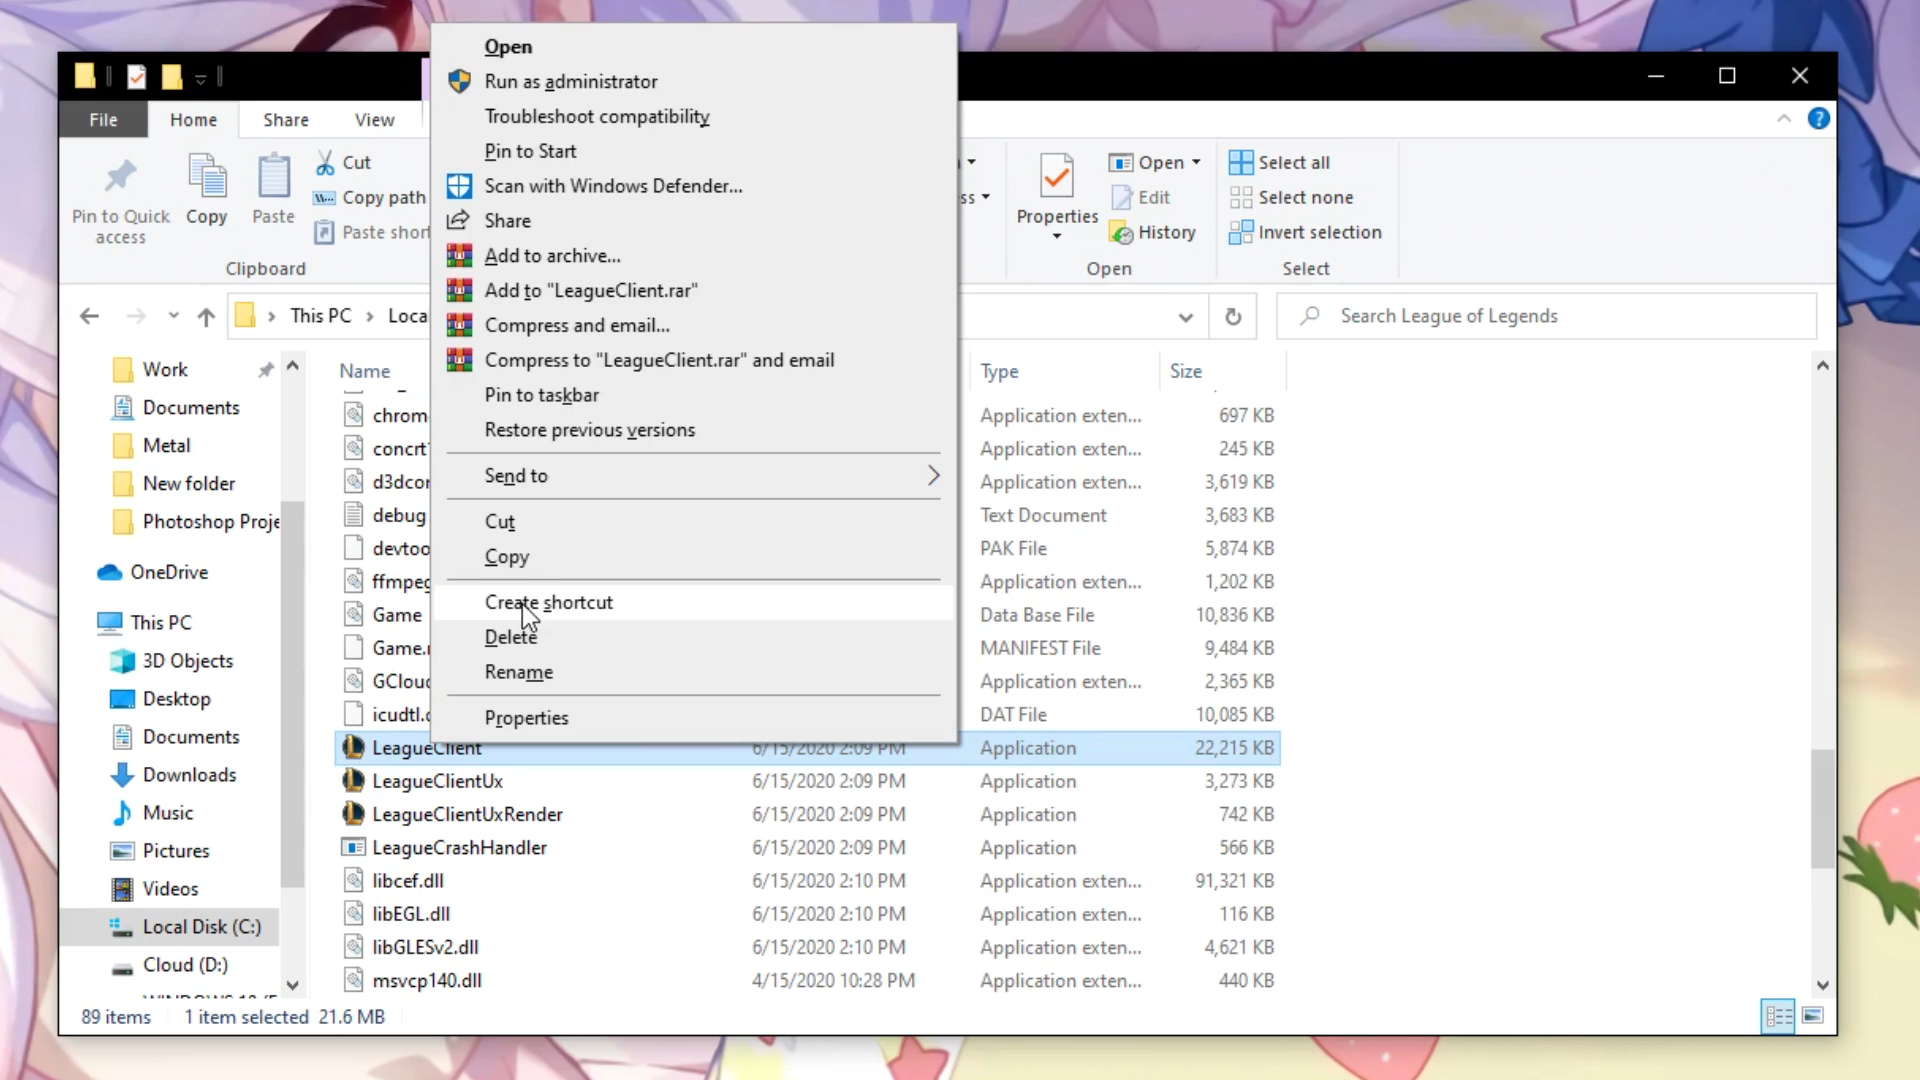 File
Home
Share
View
Pin to Quick access
Copy
Paste
Cut
Copy path
Paste short
Clipboard
Open
Run as administrator
Troubleshoot compatibility
Pin to Start
Scan with Windows Defender...
Share
Add to archive...
Add to "LeagueClient.rar"
Compress and email...
Compress to "LeagueClient.rar" and email
Pin to taskbar
Restore previous versions
Send to
Cut
Copy
Create shortcut
Delete
Rename
Properties
ss
Properties
Open
Edit
History
Open
Select all
Select none
Invert selection
Select
This PC
Loca
Search League of Legends
Work
Documents
Metal
New folder
Photoshop Proje
OneDrive
This PC
3D Objects
Desktop
Documents
Downloads
Music
Pictures
Videos
Local Disk (C:)
Cloud (D:)
Name Type Size
chrom Application exten... 697 KB
concrt Application exten... 245 KB
d3dcor Application exten... 3,619 KB
debug Text Document 3,683 KB
devtoo PAK File 5,874 KB
ffmpeg Application exten... 1,202 KB
Game Data Base File 10,836 KB
Game. MANIFEST File 9,484 KB
GClou Application exten... 2,365 KB
icudtl. DAT File 10,085 KB
LeagueClient 6/15/2020 2:09 PM Application 22,215 KB
LeagueClientUx 6/15/2020 2:09 PM Application 3,273 KB
LeagueClientUxRender 6/15/2020 2:09 PM Application 742 KB
LeagueCrashHandler 6/15/2020 2:09 PM Application 566 KB
libcef.dll 6/15/2020 2:10 PM Application exten... 91,321 KB
libEGL.dll 6/15/2020 2:10 PM Application exten... 116 KB
libGLESv2.dll 6/15/2020 2:10 PM Application exten... 4,621 KB
msvcp140.dll 4/15/2020 10:28 PM Application exten... 440 KB
89 items 1 item selected 21.6 MB